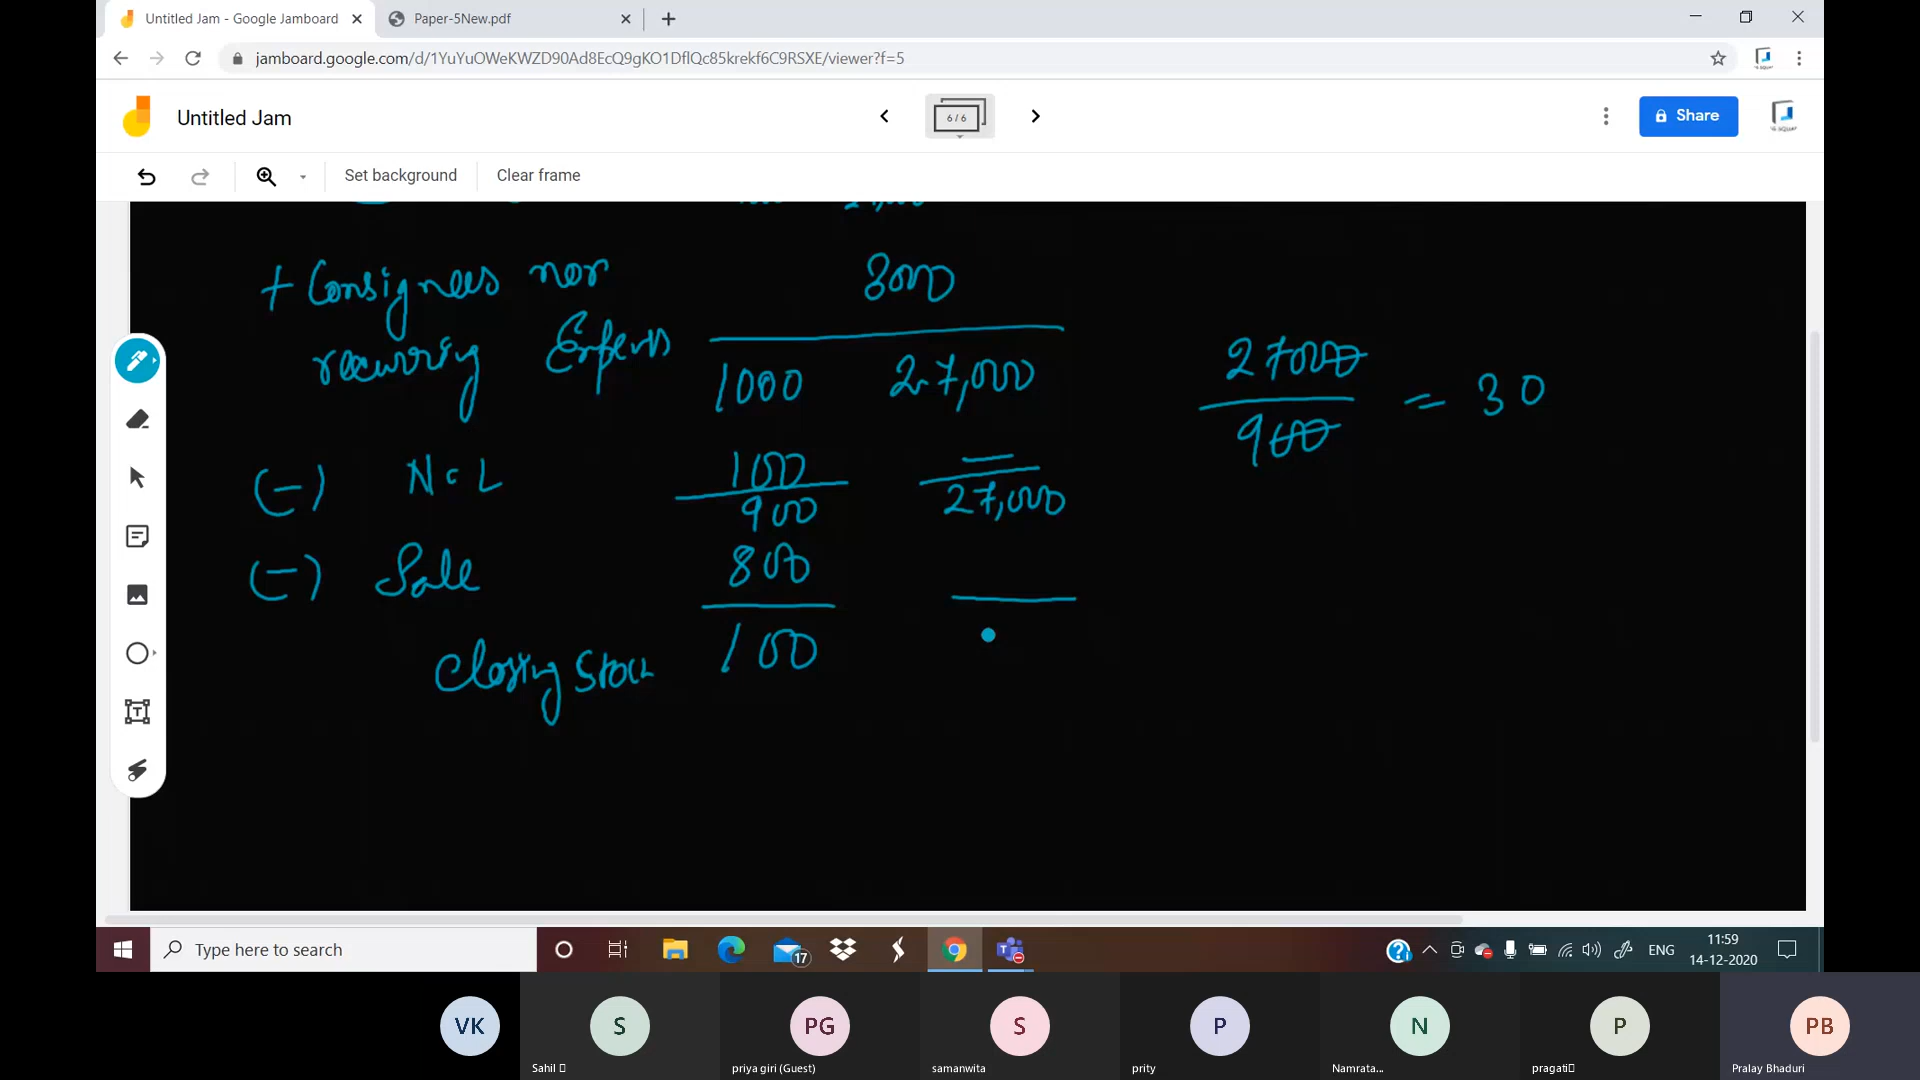 Untitled Jam - Google Jamboard
Paper-5New.pdf
jamboard.google.com/d/1YuYuOWeKWZD90Ad8EcQ9gKO1DflQc85krekf6C9RSXE/viewer?f=5
Untitled Jam
6 / 6
Share
Set background
Clear frame
+ Consignees non 3000
recurring Expenses
1000 27,000
27000 / 900 = 30
(-) N.L 100 —
900 27,000
(-) Sale 800
Closing Stock 100
Type here to search
17
ENG
11:59
14-12-2020
VK
S
PG
S
P
N
P
PB
Sahil
priya giri (Guest)
samanwita
prity
Namrata...
pragati
Pralay Bhaduri